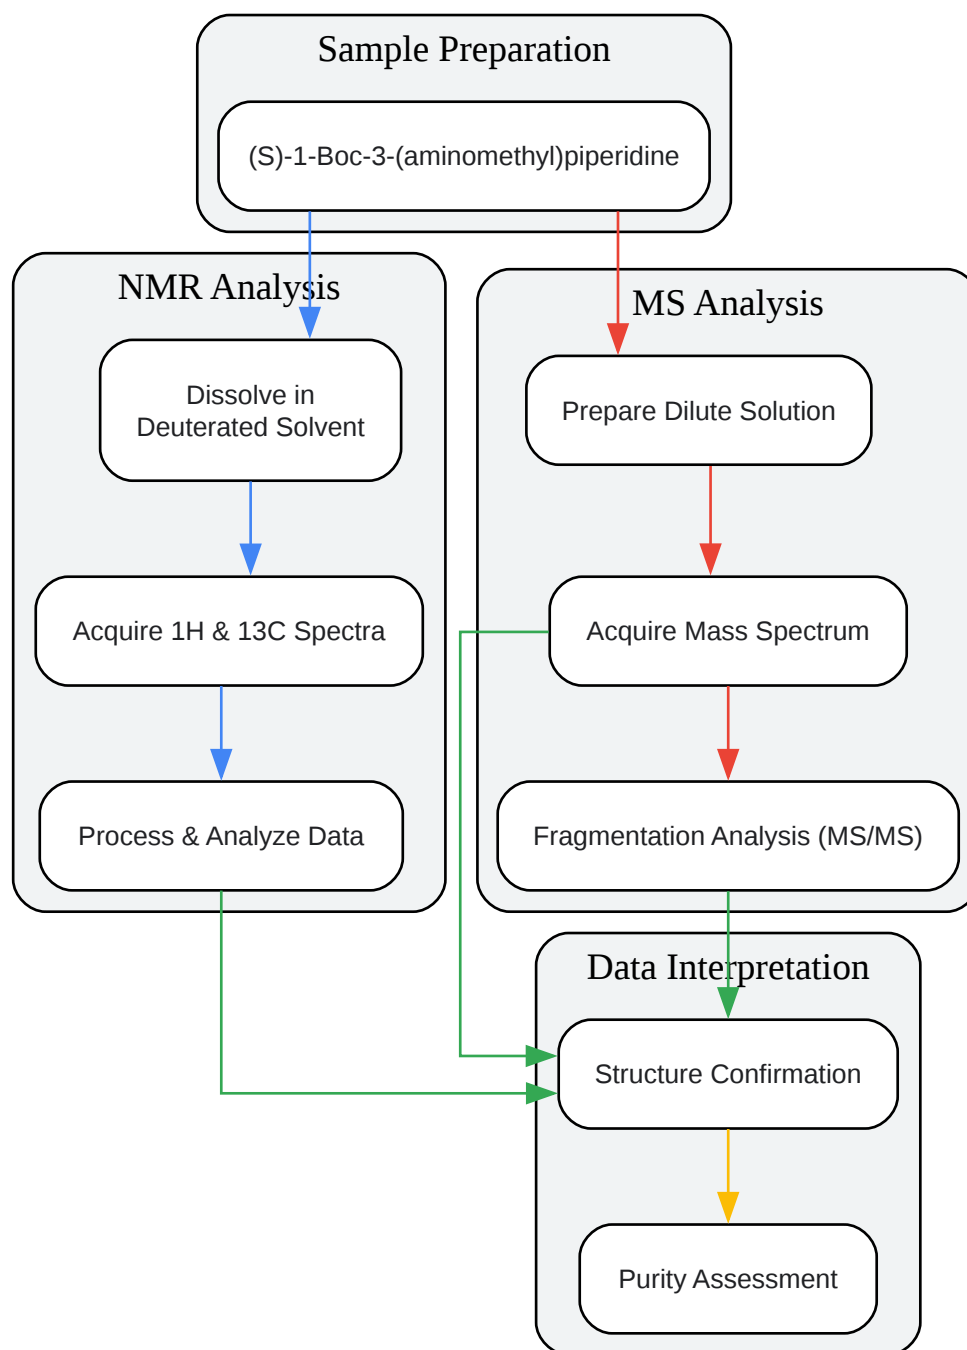 Sample Preparation
(S)-1-Boc-3-(aminomethyl)piperidine
NMR Analysis
Dissolve in
Deuterated Solvent
Acquire 1H & 13C Spectra
Process & Analyze Data
MS Analysis
Prepare Dilute Solution
Acquire Mass Spectrum
Fragmentation Analysis (MS/MS)
Data Interpretation
Structure Confirmation
Purity Assessment